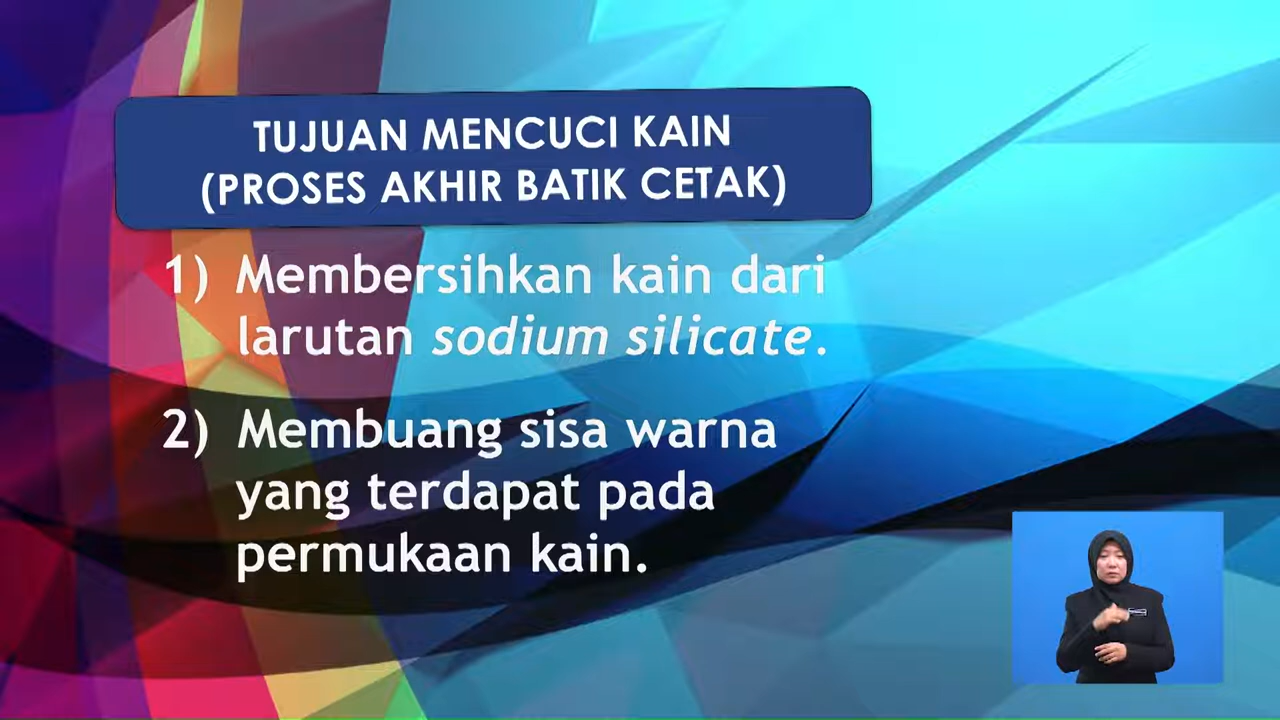 TUJUAN MENCUCI KAIN
(PROSES AKHIR BATIK CETAK)
1) Membersihkan kain dari
larutan sodium silicate.
2) Membuang sisa warna
yang terdapat pada
permukaan kain.